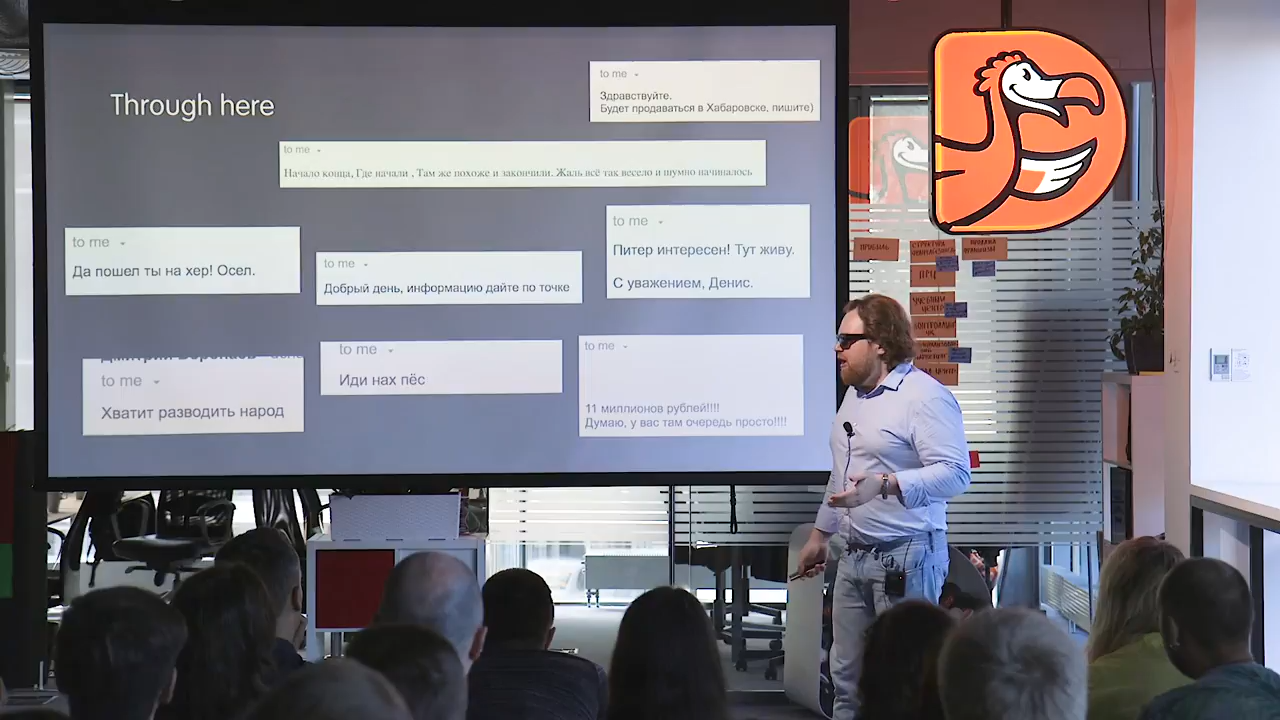 Through here
to me
Здравствуйте.
Будет продаваться в Хабаровске, пишите)
to me
Начало конца, Где начали , Там же похоже и закончили. Жаль всё так весело и шумно начиналось
to me
Да пошел ты на хер! Осел.
to me
Добрый день, информацию дайте по точке
to me
Питер интересен! Тут живу.
С уважением, Денис.
to me
Хватит разводить народ
to me
Иди нах пёс
to me
11 миллионов рублей!!!!
Думаю, у вас там очередь просто!!!!
ПРИБЫЛЬ